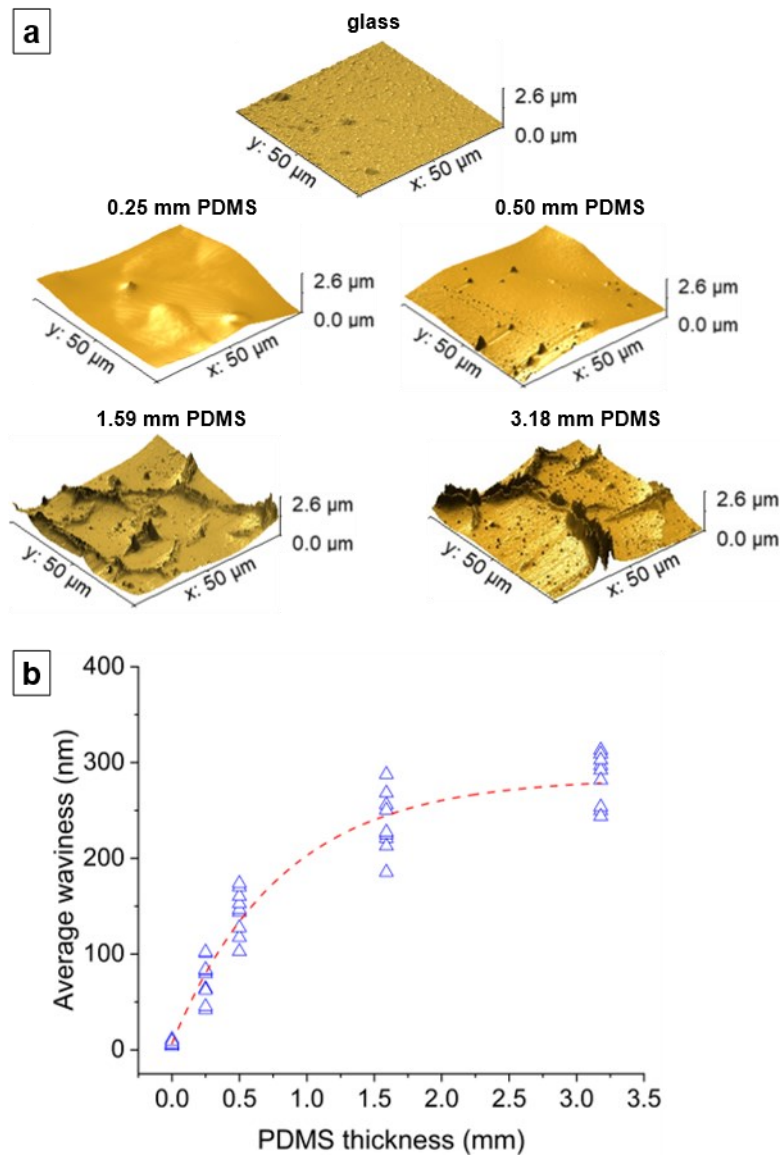 a
glass
2.6 µm
0.0 µm
y: 50 µm
x: 50 µm
0.25 mm PDMS
0.50 mm PDMS
2.6 µm
0.0 µm
y: 50 µm
x: 50 µm
2.6 µm
0.0 µm
y: 50 µm
x: 50 µm
1.59 mm PDMS
3.18 mm PDMS
2.6 µm
0.0 µm
y: 50 µm
x: 50 µm
2.6 µm
0.0 µm
y: 50 µm
x: 50 µm
b
Average waviness (nm)
400
300
200
100
0
0.0 0.5 1.0 1.5 2.0 2.5 3.0 3.5
PDMS thickness (mm)